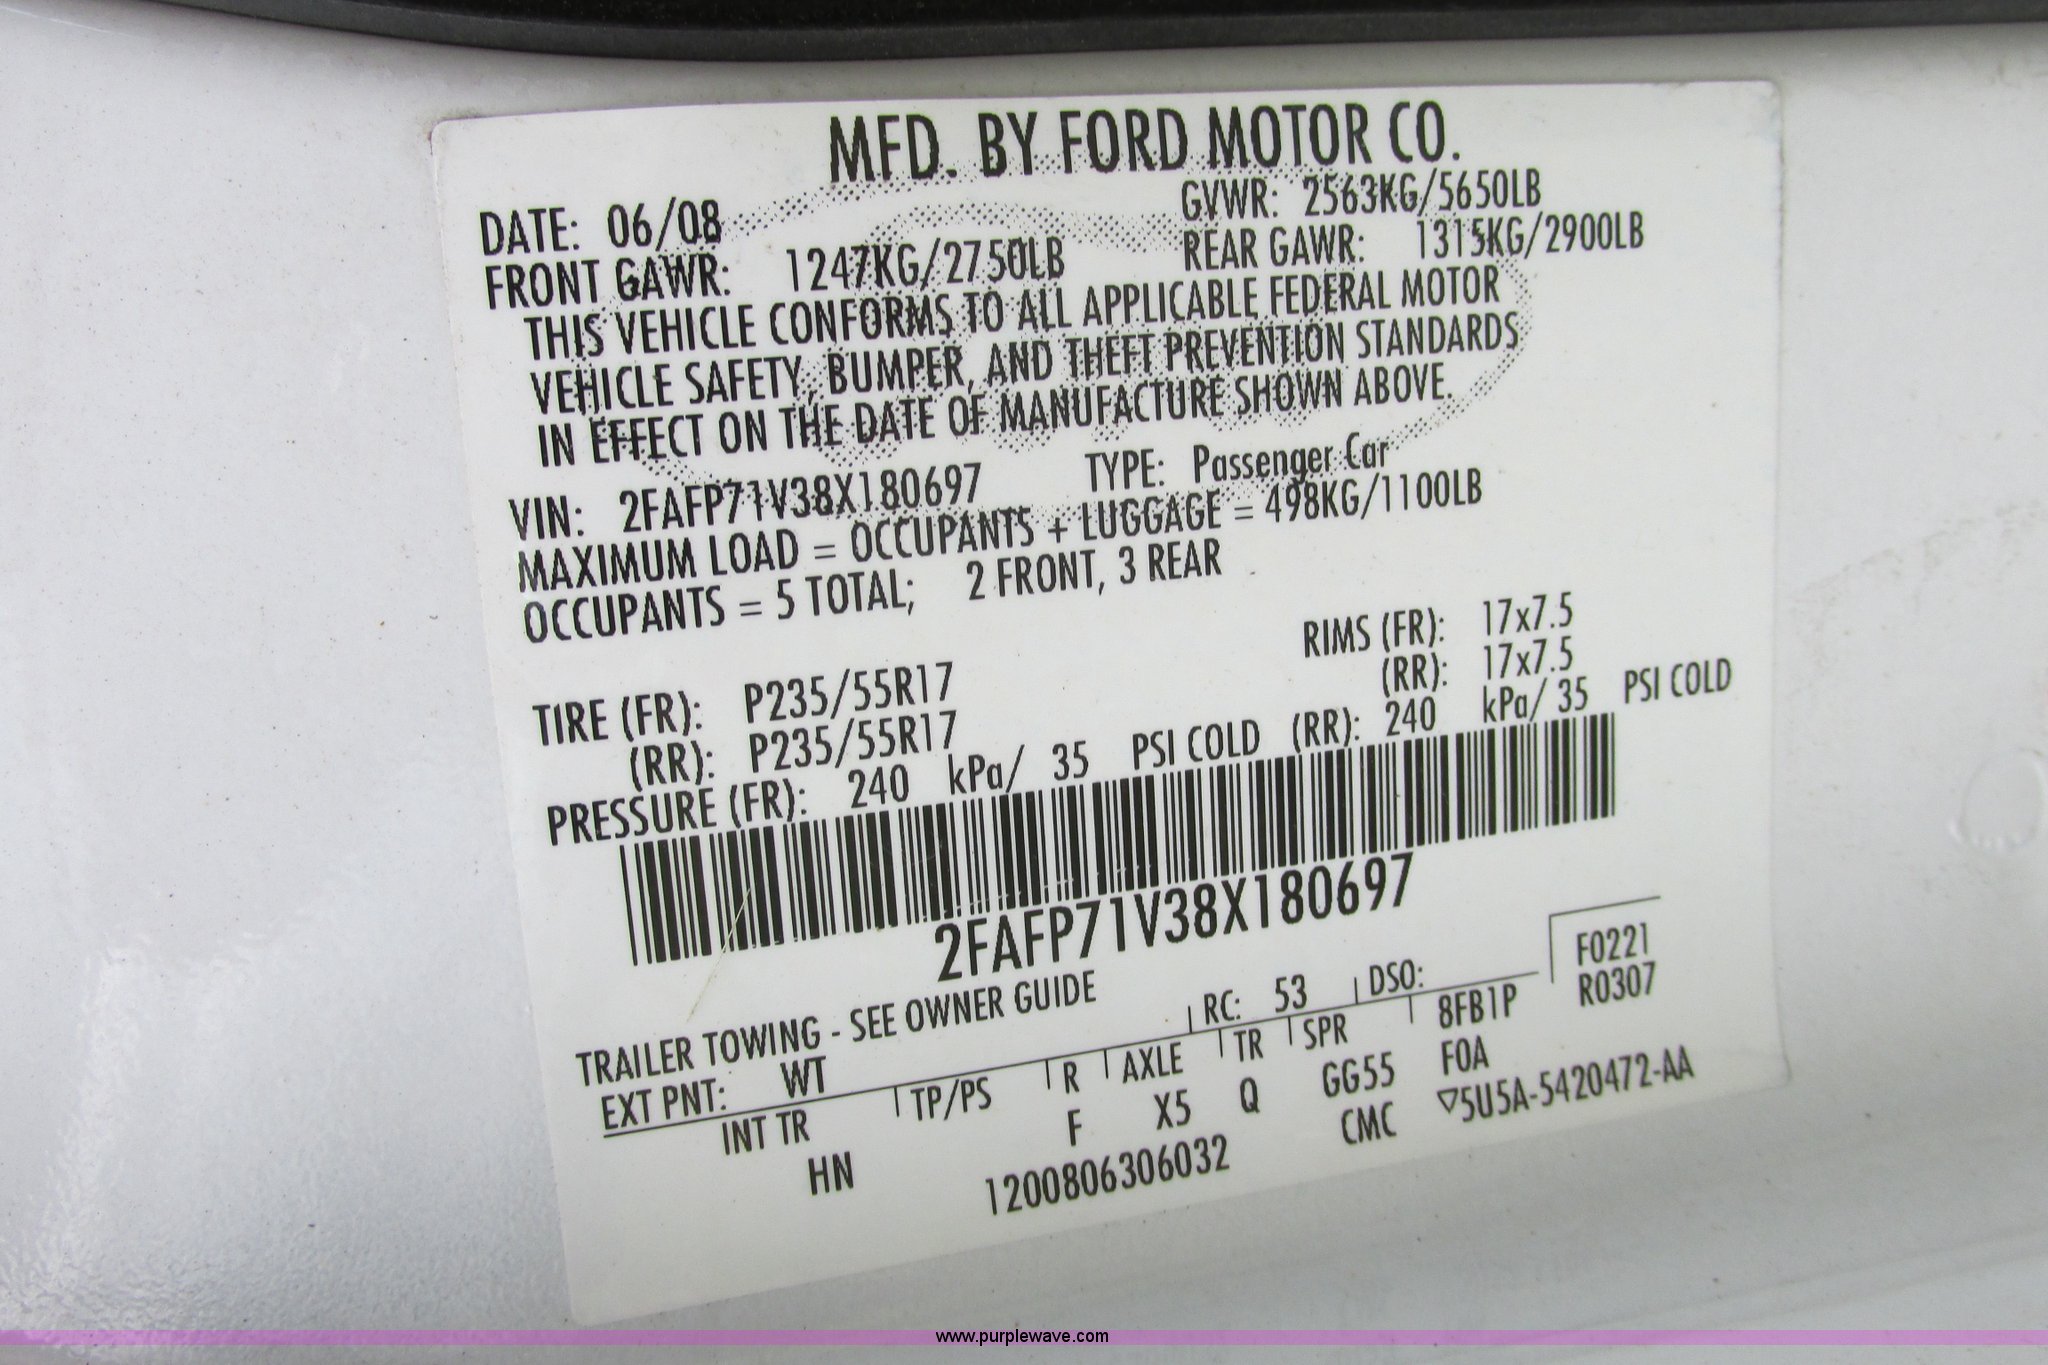 MFD. BY FORD MOTOR CO.
DATE: 06/08 GVWR: 2563KG/5650LB
FRONT GAWR: 1247KG/2750LB REAR GAWR: 1315KG/2900LB
THIS VEHICLE CONFORMS TO ALL APPLICABLE FEDERAL MOTOR
VEHICLE SAFETY, BUMPER, AND THEFT PREVENTION STANDARDS
IN EFFECT ON THE DATE OF MANUFACTURE SHOWN ABOVE.
VIN: 2FAFP71V38X180697 TYPE: Passenger Car
MAXIMUM LOAD = OCCUPANTS + LUGGAGE = 498KG/1100LB
OCCUPANTS = 5 TOTAL; 2 FRONT, 3 REAR
TIRE (FR): P235/55R17 RIMS (FR): 17x7.5
(RR): P235/55R17 (RR): 17x7.5
PRESSURE (FR): 240 kPa/ 35 PSI COLD (RR): 240 kPa/ 35 PSI COLD
2FAFP71V38X180697
TRAILER TOWING - SEE OWNER GUIDE
F0221
R0307
EXT PNT: WT RC: 53 DSO:
INT TR TP/PS R AXLE TR SPR 8FB1P
HN F X5 Q GG55 FOA
1200806306032 CMC ▽5U5A-5420472-AA
www.purplewave.com